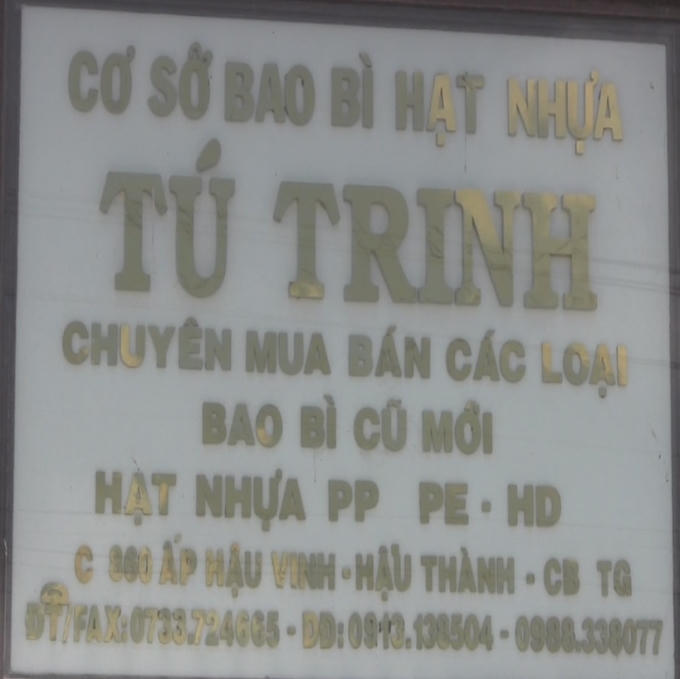 CƠ SỞ BAO BÌ HẠT NHỰA
TÚ TRINH
CHUYÊN MUA BÁN CÁC LOẠI
BAO BÌ CŨ MỚI
HẠT NHỰA PP PE - HD
C ẤP HẬU VINH - HẬU THÀNH - CB TG
ĐT/FAX: 0733.724665 - DĐ: 0913.138504 - 0988.338077